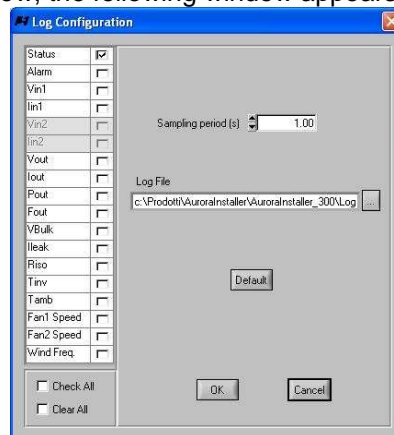 ow, the following window appears
Log Configuration
Status
Alarm
Vin1
Iin1
Vin2
Iin2
Vout
Iout
Pout
Fout
VBulk
Ileak
Riso
Tinv
Tamb
Fan1 Speed
Fan2 Speed
Wind Freq.
Check All
Clear All
Sampling period (s) 1.00
Log File
c:\Prodotti\AuroraInstaller\AuroraInstaller_300\Log ...
Default
OK Cancel